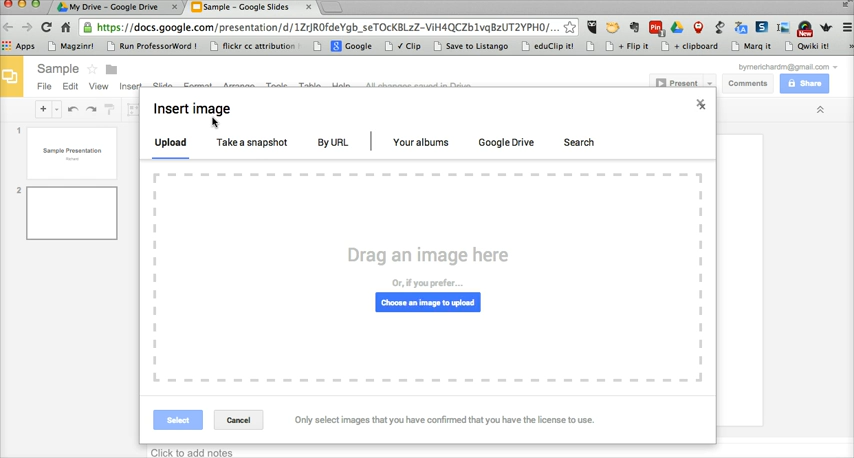 My Drive – Google Drive
Sample – Google Slides
https://docs.google.com/presentation/d/1ZrJR0fdeYgb_seTOcKBLzZ-ViH4QCZb1vqBzUT2YPH0/...
Apps Magzinr! Run ProfessorWord ! flickr cc attribution Google ✓ Clip Save to Listango eduClip it! + Flip it + clipboard Marq it Qwiki it! »
Sample
byrnerichardm@gmail.com
File Edit View Insert Slide Format Arrange Tools Table Help All changes saved in Drive
Present Comments Share
Insert image
Upload Take a snapshot By URL Your albums Google Drive Search
1
Sample Presentation
2
Drag an image here
Or, if you prefer...
Choose an image to upload
Select Cancel Only select images that you have confirmed that you have the license to use.
Click to add notes